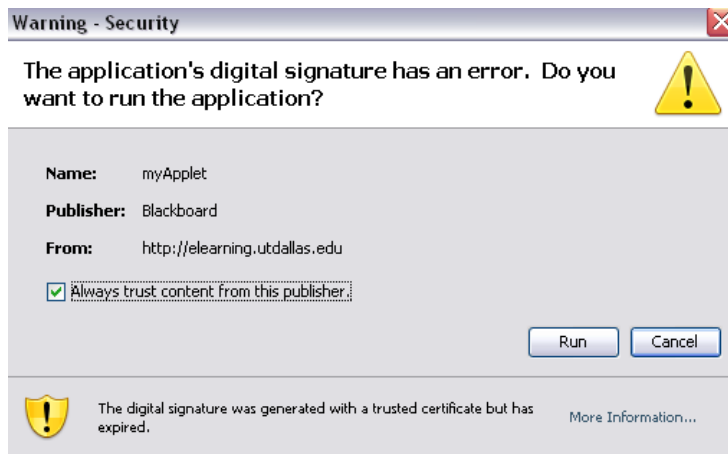 Warning - Security
The application's digital signature has an error. Do you
want to run the application?
Name: myApplet
Publisher: Blackboard
From: http://elearning.utdallas.edu
Always trust content from this publisher.
Run Cancel
The digital signature was generated with a trusted certificate but has
expired.
More Information...